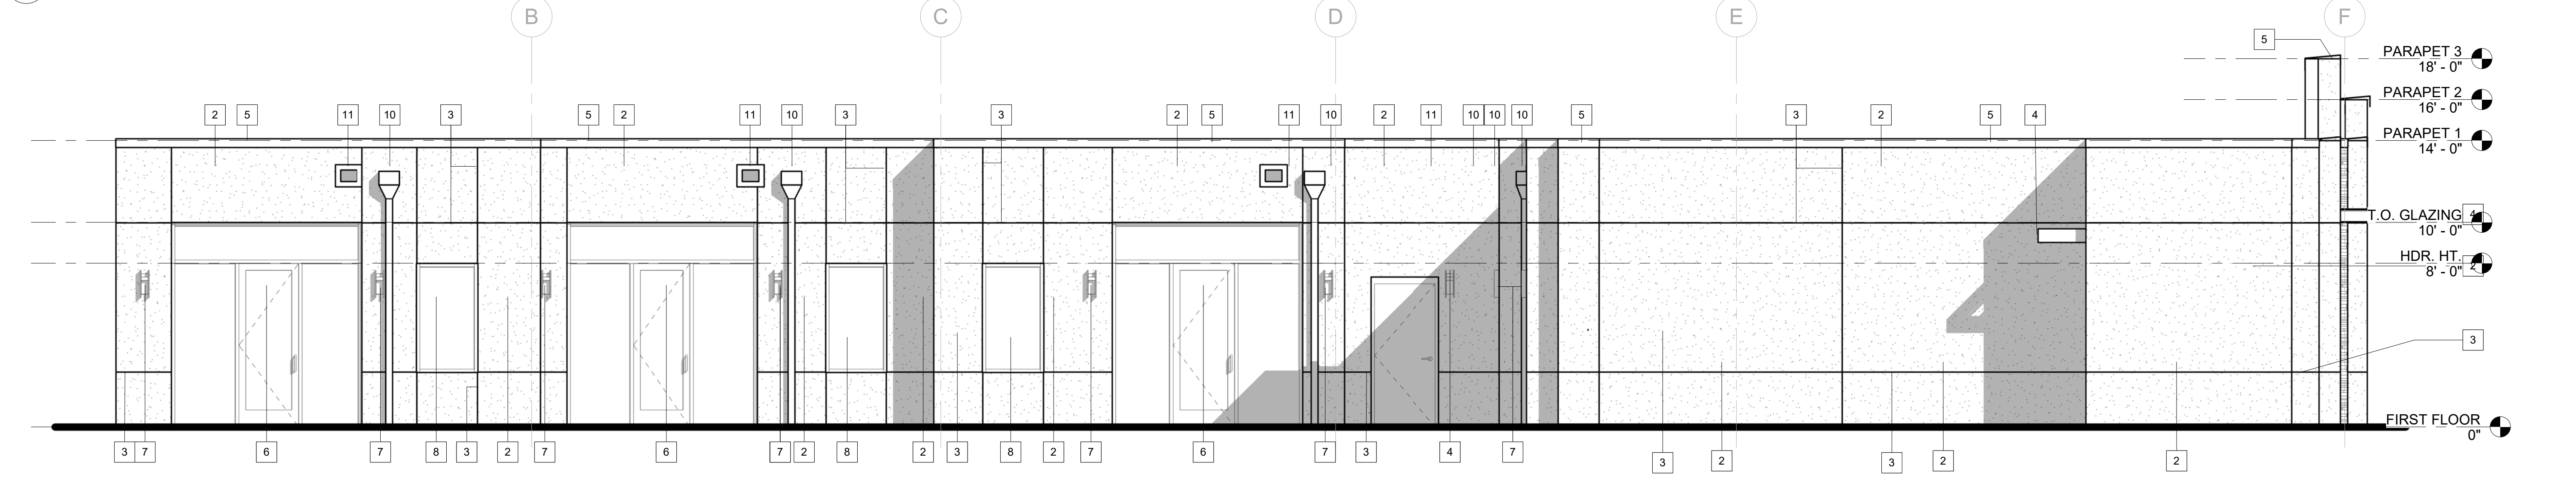 B C D E F
5
PARAPET 3
18' - 0"
PARAPET 2
16' - 0"
2 5 11 10 3 5 2 11 10 3 3 2 5 11 10 2 11 10 10 10 5 3 2 5 4
PARAPET 1
14' - 0"
T.O. GLAZING 4
10' - 0"
HDR. HT.
8' - 0" 2
3
FIRST FLOOR
0"
3 7 6 7 8 3 2 7 6 7 2 8 2 3 8 2 7 6 7 3 4 7 3 2 3 2 2